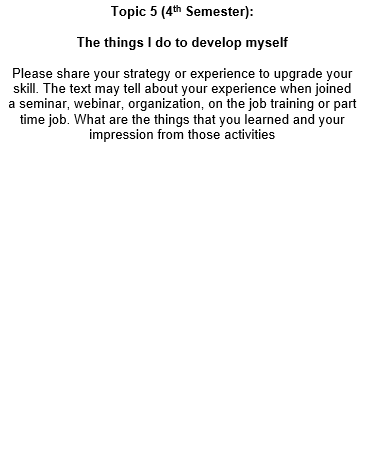 Topic 5 (4th Semester):
The things I do to develop myself
Please share your strategy or experience to upgrade your
skill. The text may tell about your experience when joined
a seminar, webinar, organization, on the job training or part
time job. What are the things that you learned and your
impression from those activities